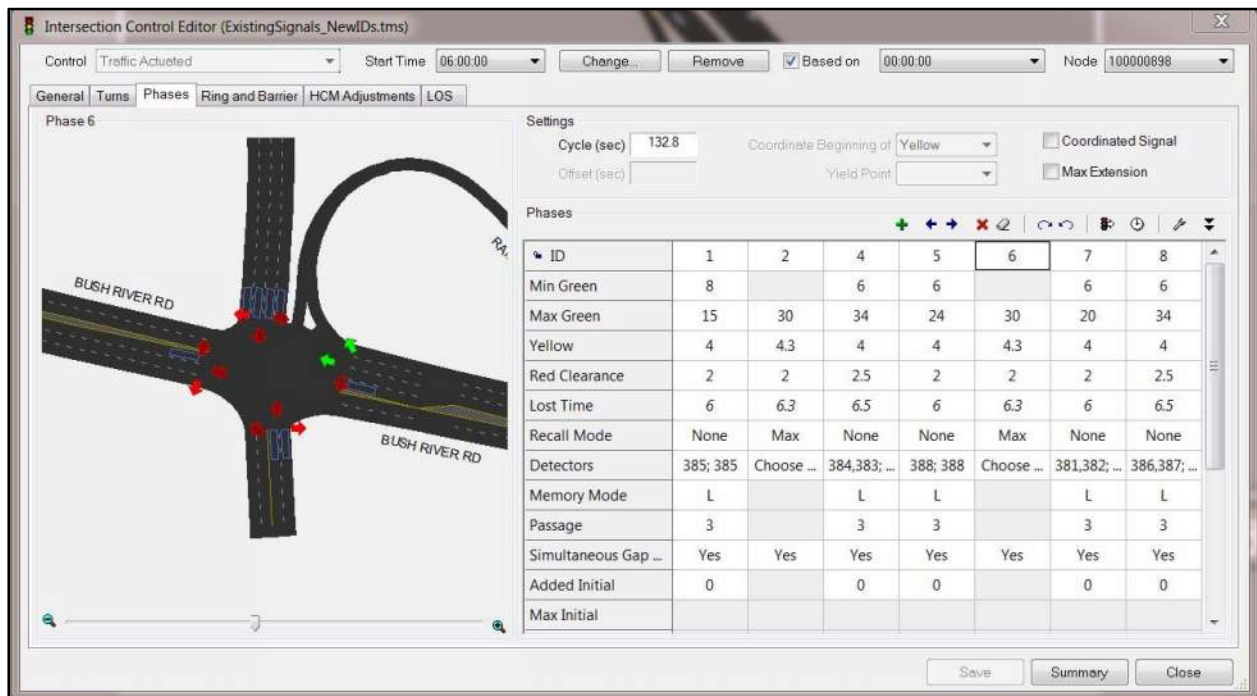 Intersection Control Editor (ExistingSignals_NewIDs.tms)
Control Traffic Actuated Start Time 06:00:00 Change... Remove Based on 00:00:00 Node 100000898
General Turns Phases Ring and Barrier HCM Adjustments LOS
Phase 6
Settings
Cycle (sec) 132.8 Coordinate Beginning of Yellow Coordinated Signal
Offset (sec) Yield Point Max Extension
Phases
ID 1 2 4 5 6 7 8
Min Green 8 6 6 6 6
Max Green 15 30 34 24 30 20 34
Yellow 4 4.3 4 4 4.3 4 4
Red Clearance 2 2 2.5 2 2 2 2.5
Lost Time 6 6.3 6.5 6 6.3 6 6.5
Recall Mode None Max None None Max None None
Detectors 385; 385 Choose ... 384,383; ... 388; 388 Choose ... 381,382; ... 386,387; ...
Memory Mode L L L L L
Passage 3 3 3 3 3
Simultaneous Gap ... Yes Yes Yes Yes Yes Yes Yes
Added Initial 0 0 0 0 0
Max Initial
BUSH RIVER RD
RA
BUSH RIVER RD
Save Summary Close